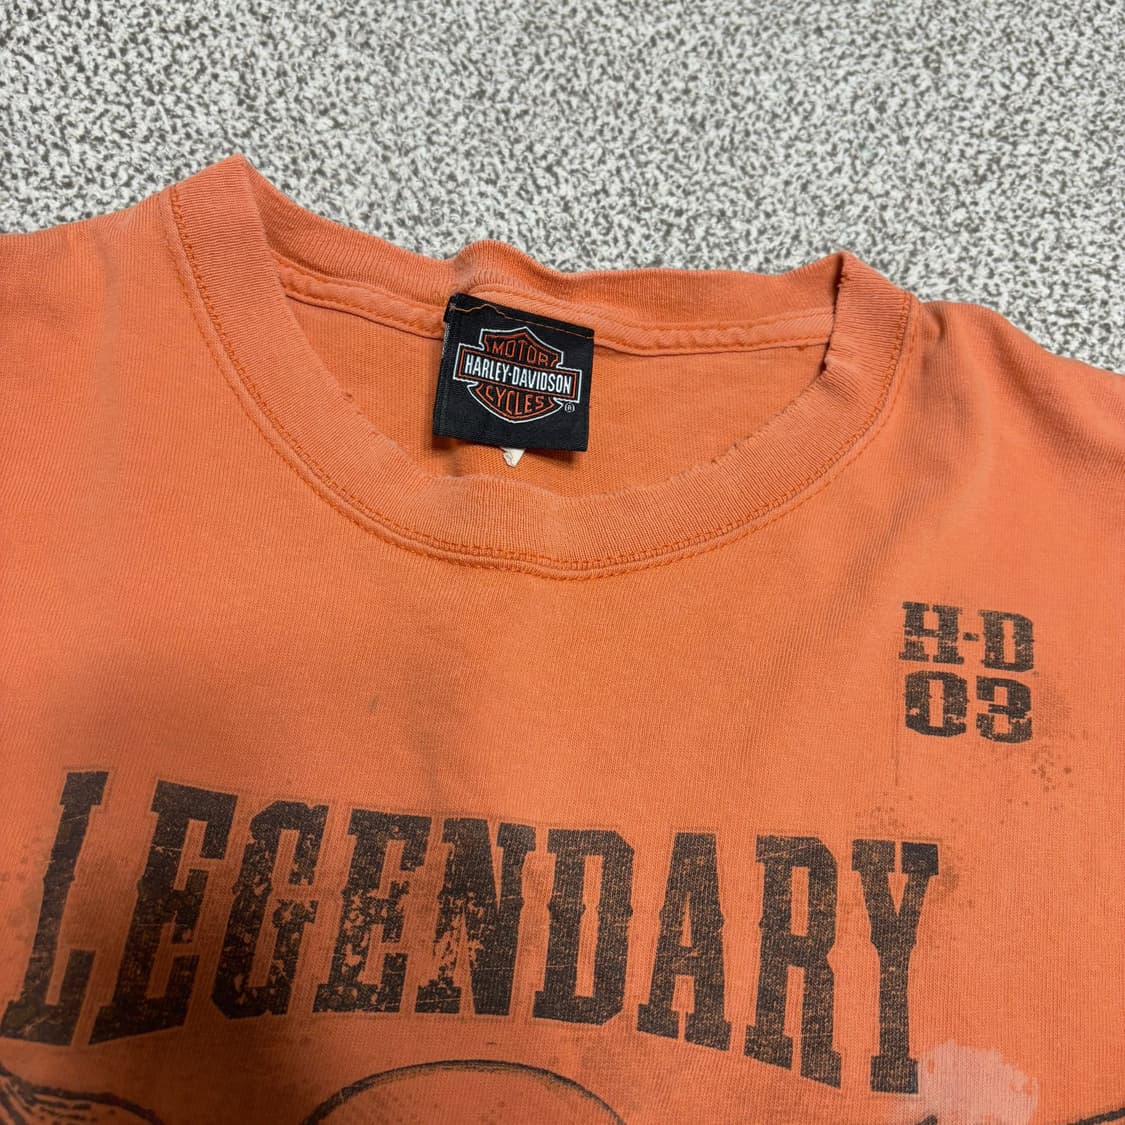 MOTOR
HARLEY-DAVIDSON
CYCLES
®
H-D
03
LEGENDARY